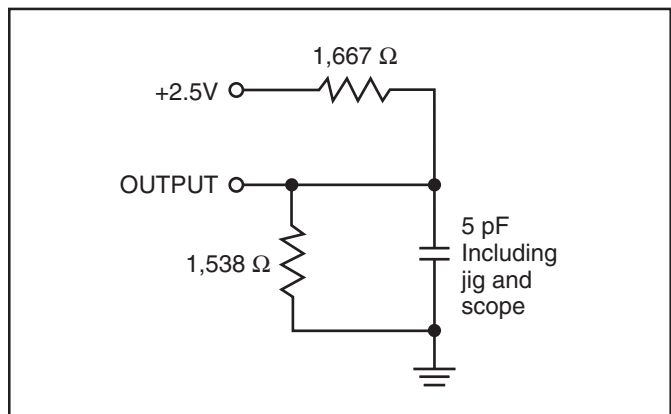 1,667 Ω
+2.5V
OUTPUT
1,538 Ω
5 pF
Including
jig and
scope